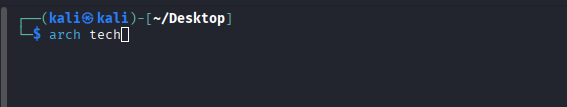 ┌──(kali㉿kali)-[~/Desktop]
└─$ arch tech